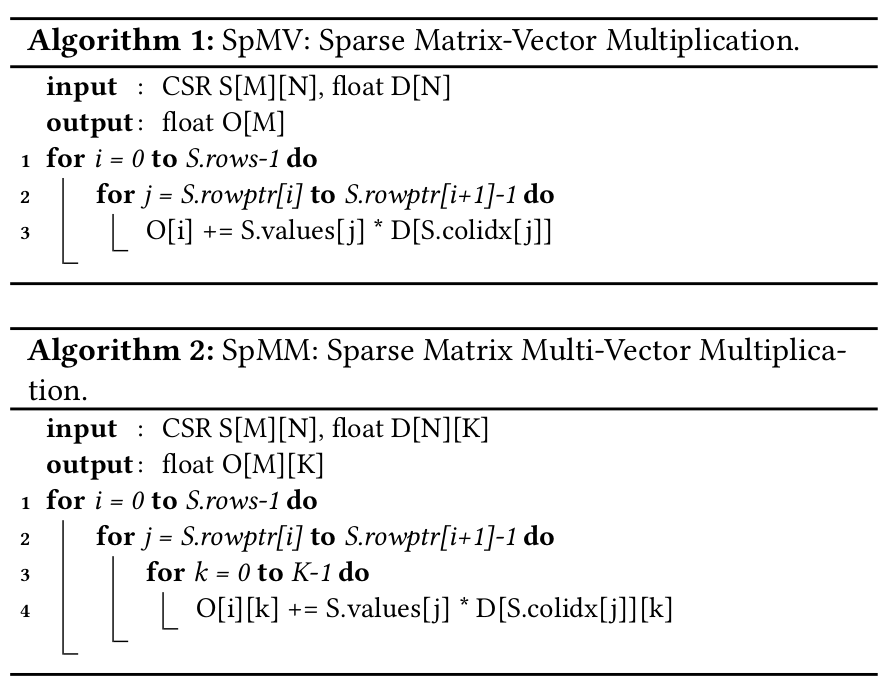 Algorithm 1: SpMV: Sparse Matrix-Vector Multiplication.
input : CSR S[M][N], float D[N]
output: float O[M]
1 for i = 0 to S.rows-1 do
2 for j = S.rowptr[i] to S.rowptr[i+1]-1 do
3 O[i] += S.values[j] * D[S.colidx[j]]
Algorithm 2: SpMM: Sparse Matrix Multi-Vector Multiplica-
tion.
input : CSR S[M][N], float D[N][K]
output: float O[M][K]
1 for i = 0 to S.rows-1 do
2 for j = S.rowptr[i] to S.rowptr[i+1]-1 do
3 for k = 0 to K-1 do
4 O[i][k] += S.values[j] * D[S.colidx[j]][k]